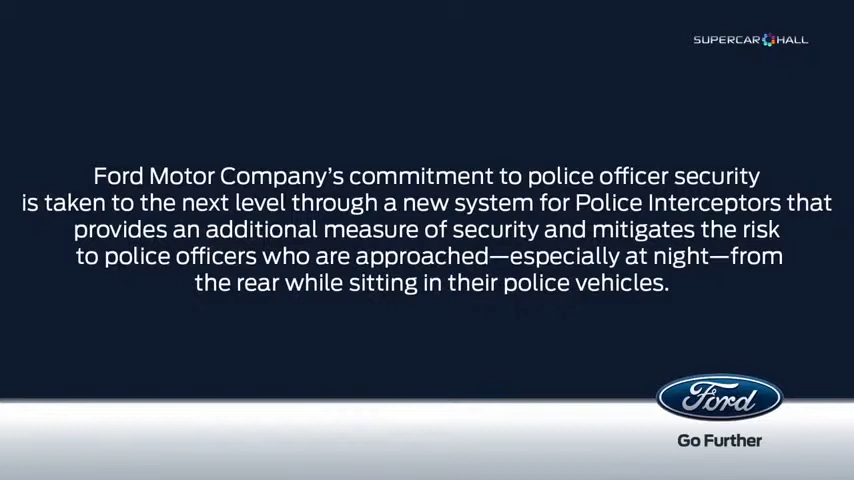 SUPERCAR HALL
Ford Motor Company’s commitment to police officer security
is taken to the next level through a new system for Police Interceptors that
provides an additional measure of security and mitigates the risk
to police officers who are approached—especially at night—from
the rear while sitting in their police vehicles.
Ford
Go Further